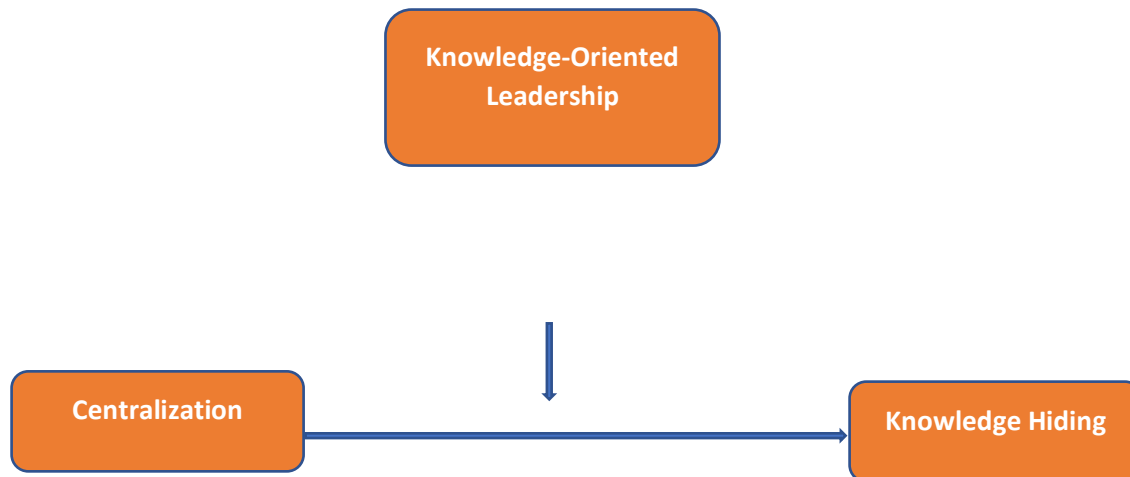 Knowledge-Oriented
Leadership
Centralization
Knowledge Hiding